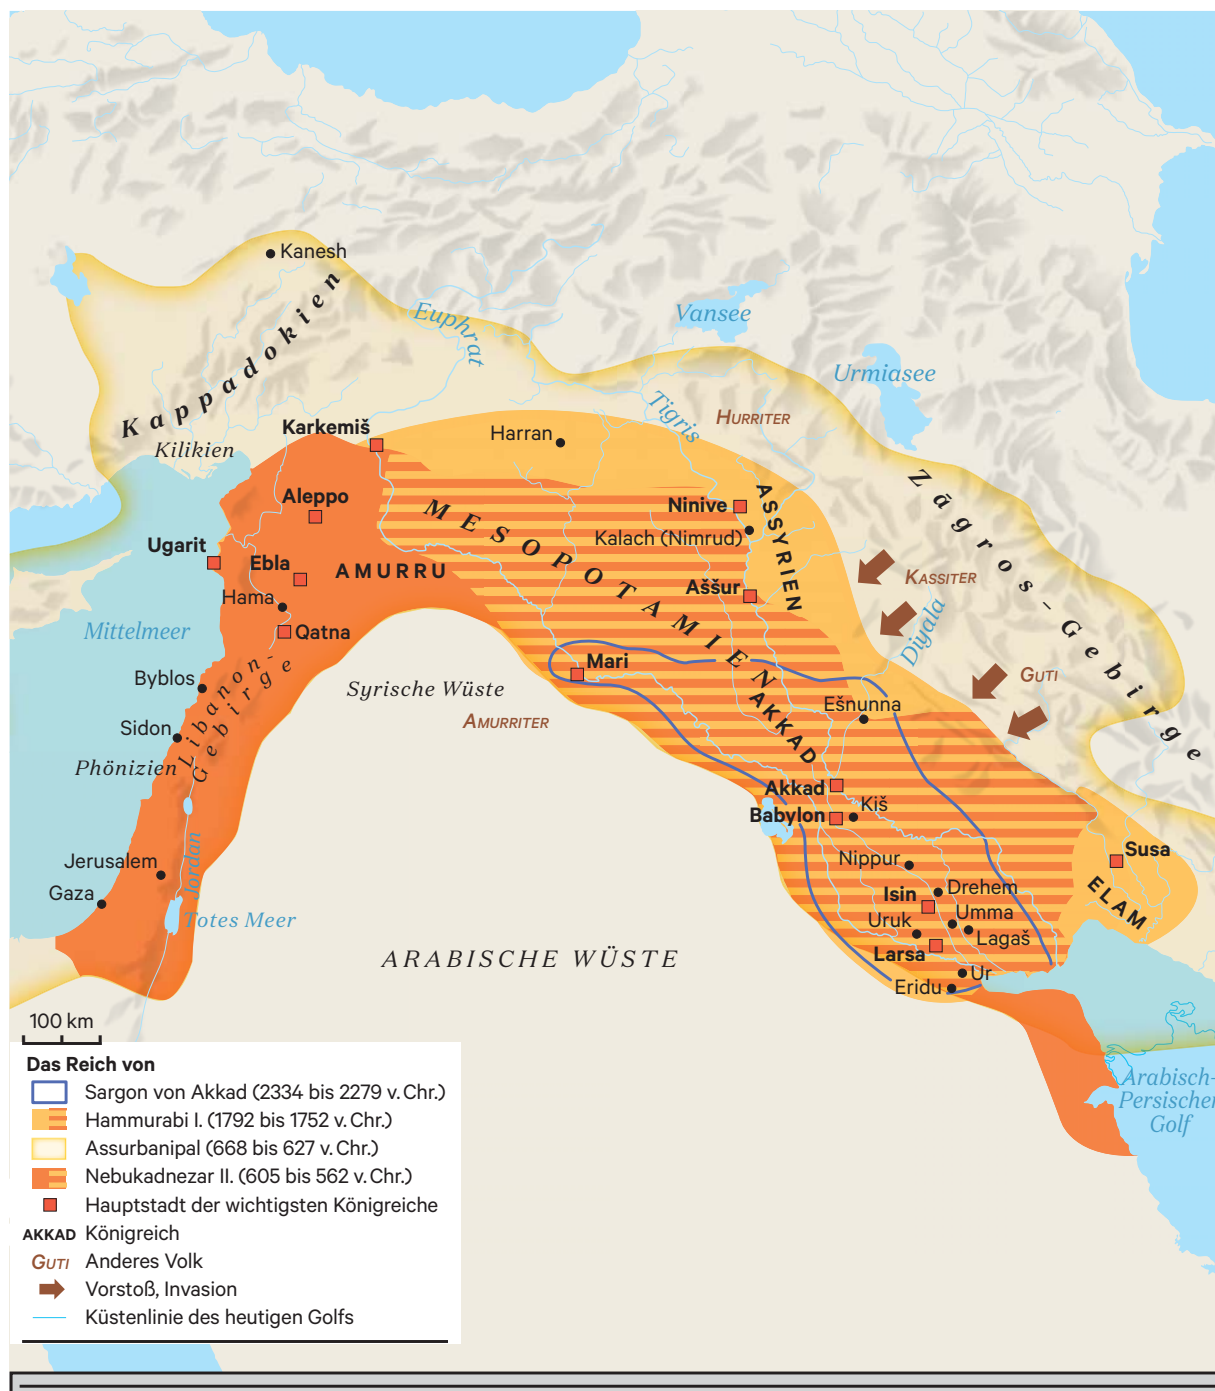 Kanesh
Kappadokien
Euphrat
Vansee
Urmiasee
Tigris
HURRITER
Kilikien
Karkemiš
Harran
Aleppo
Ninive
Kalach (Nimrud)
ASSYRIEN
Zagros-Gebirge
MESOPOTAMIEN
Ugarit
Ebla
AMURRU
Hama
Aššur
KASSITER
Diyala
Mittelmeer
Qatna
Mari
GUTI
Byblos
Libanon-
Gebirge
Syrische Wüste
AMURRITER
Ešnunna
Sidon
Phönizien
AKKAD
Akkad
Kiš
Babylon
Jerusalem
Gaza
Jordan
Totes Meer
Nippur
Susa
ELAM
Isin
Drehem
Uruk
Umma
Lagaš
Larsa
Ur
Eridu
ARABISCHE WÜSTE
Arabisch-
Persischer
Golf
100 km
Das Reich von
Sargon von Akkad (2334 bis 2279 v. Chr.)
Hammurabi I. (1792 bis 1752 v. Chr.)
Assurbanipal (668 bis 627 v. Chr.)
Nebukadnezar II. (605 bis 562 v. Chr.)
Hauptstadt der wichtigsten Königreiche
AKKAD Königreich
GUTI Anderes Volk
Vorstoß, Invasion
Küstenlinie des heutigen Golfs